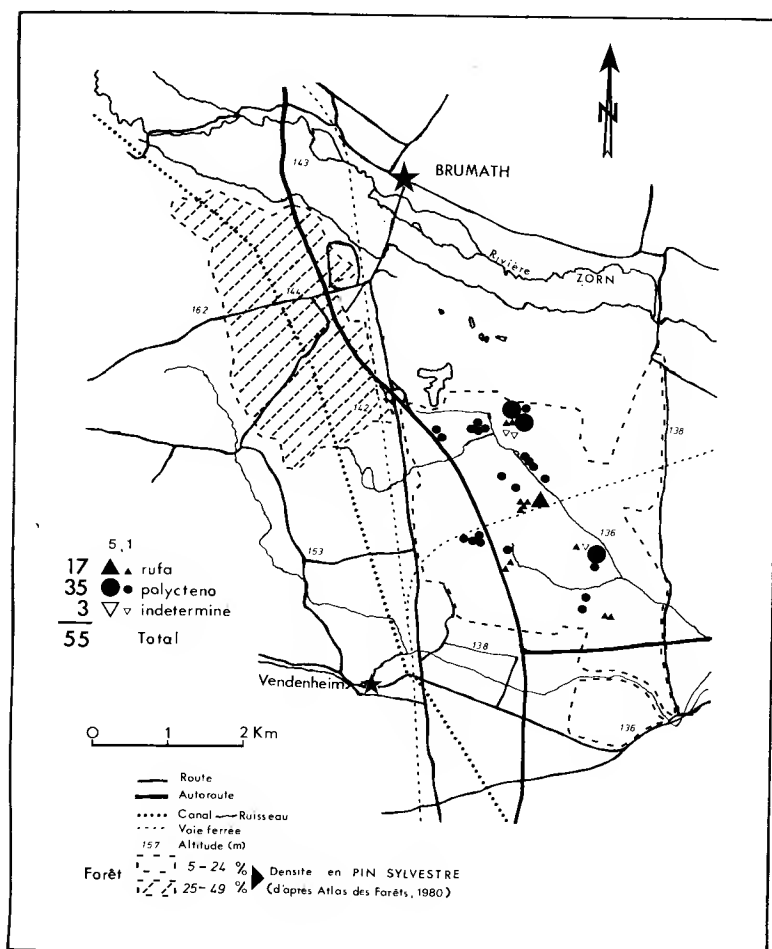 N
143
BRUMATH
Rivière
ZORN
144
162
142
138
136
153
5,1
17 rufa
35 polycteno
3 indetermine
55 Total
138
Vendenheim
136
0 1 2 Km
Route
Autoroute
Canal Ruisseau
Voie ferrée
157 Altitude (m)
Forêt 5-24 %
25-49 %
Densite en PIN SYLVESTRE
(d'après Atlas des Forêts, 1980)